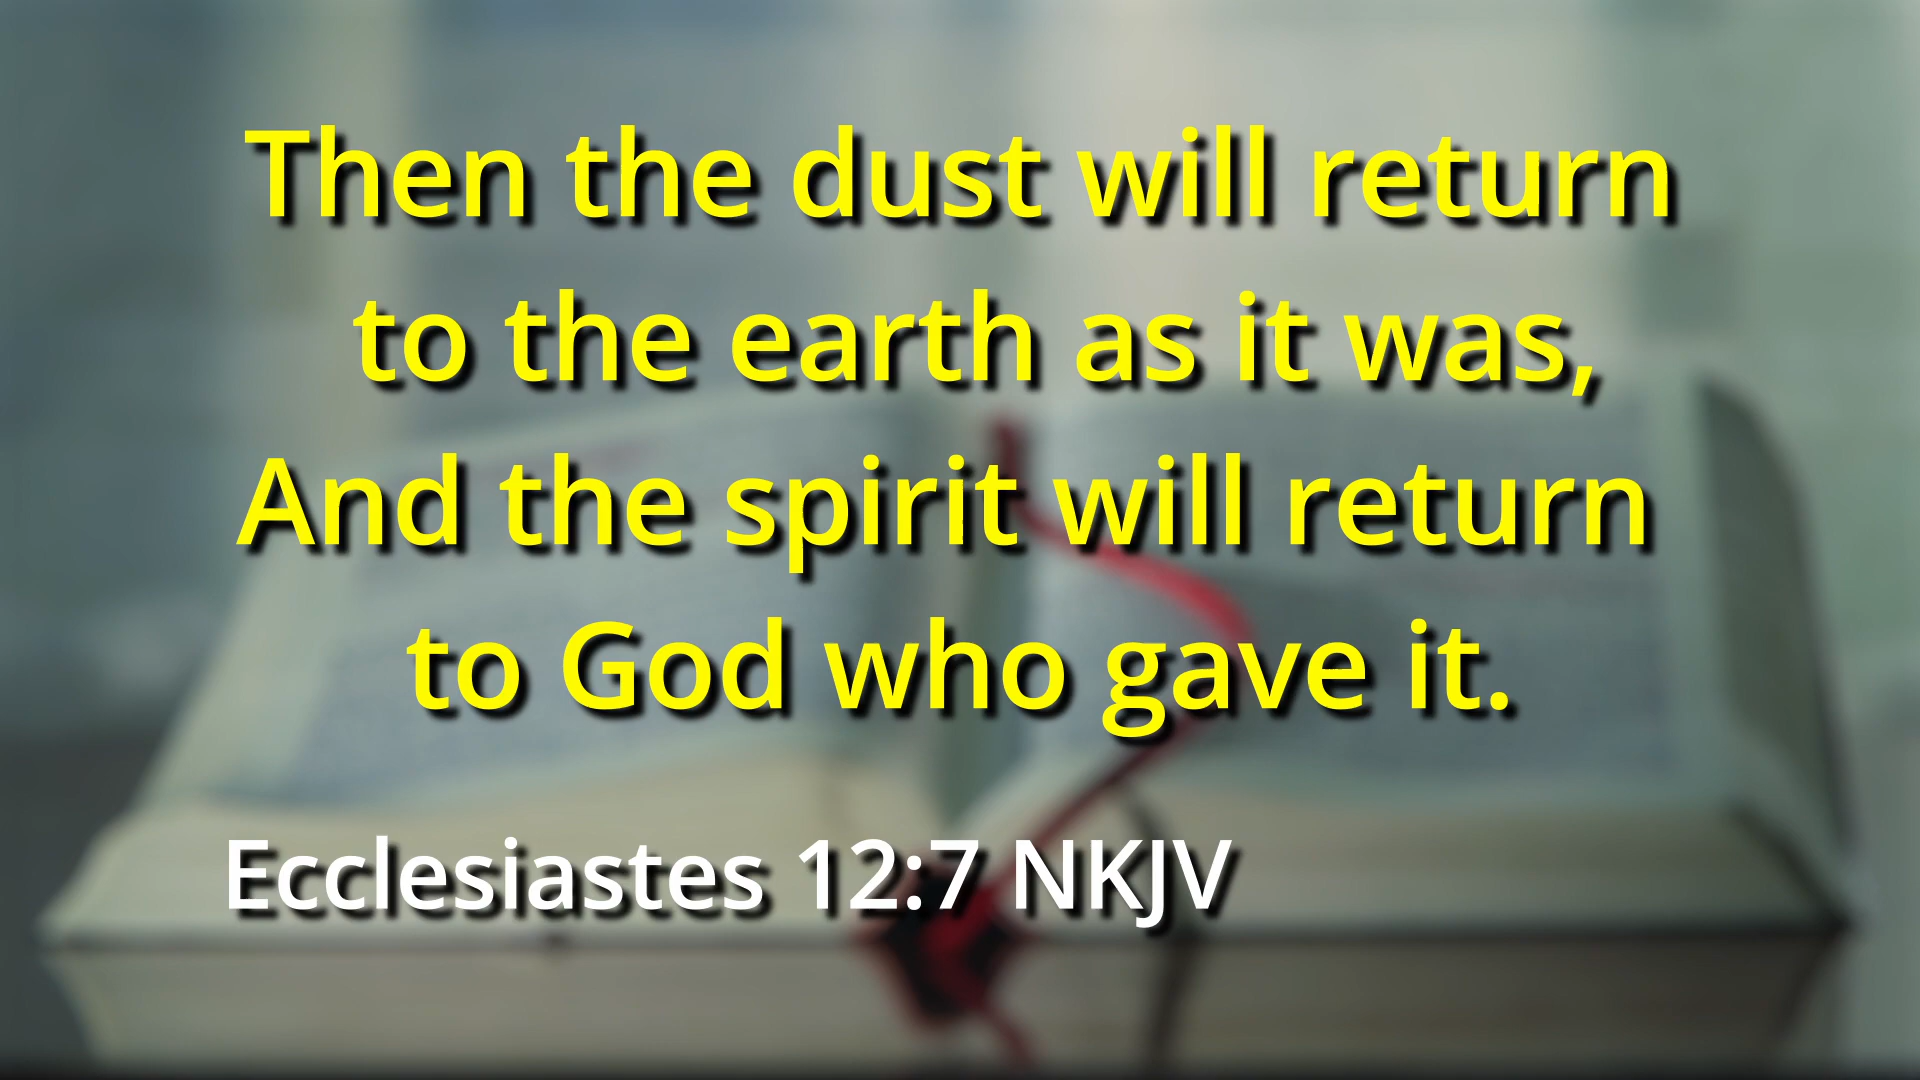 Then the dust will return
to the earth as it was,
And the spirit will return
to God who gave it.
Ecclesiastes 12:7 NKJV